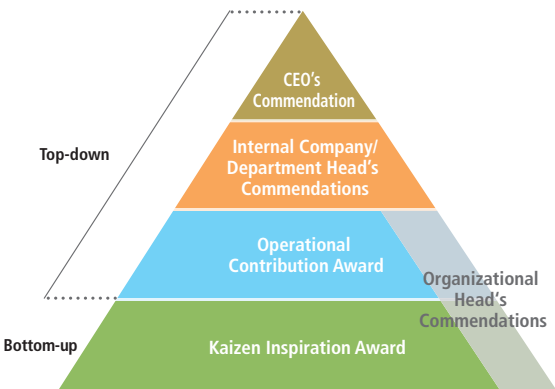 CEO's
Commendation
Top-down
Internal Company/
Department Head's
Commendations
Operational
Contribution Award
Organizational
Head's
Commendations
Bottom-up
Kaizen Inspiration Award